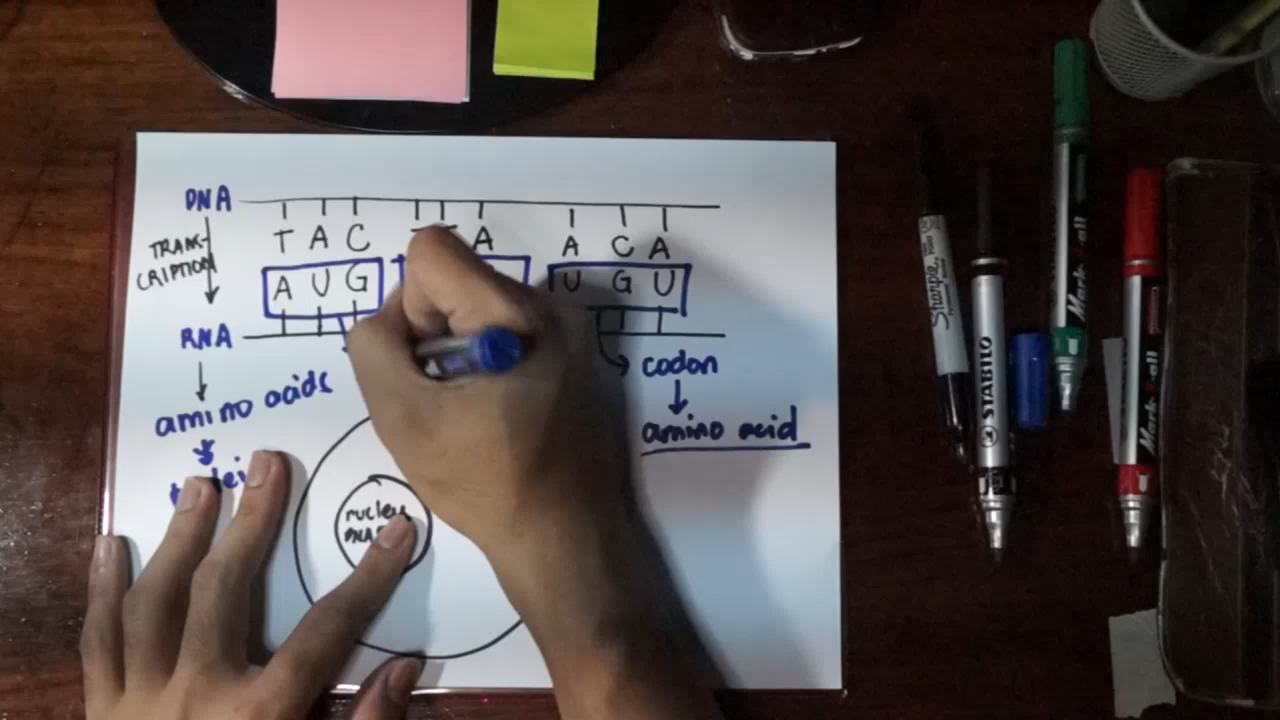 DNA
TRANS-
CRIPTION
T A C
A
A C A
A U G
U G U
RNA
codon
amino acids
amino acid
Sharpie
STABILO